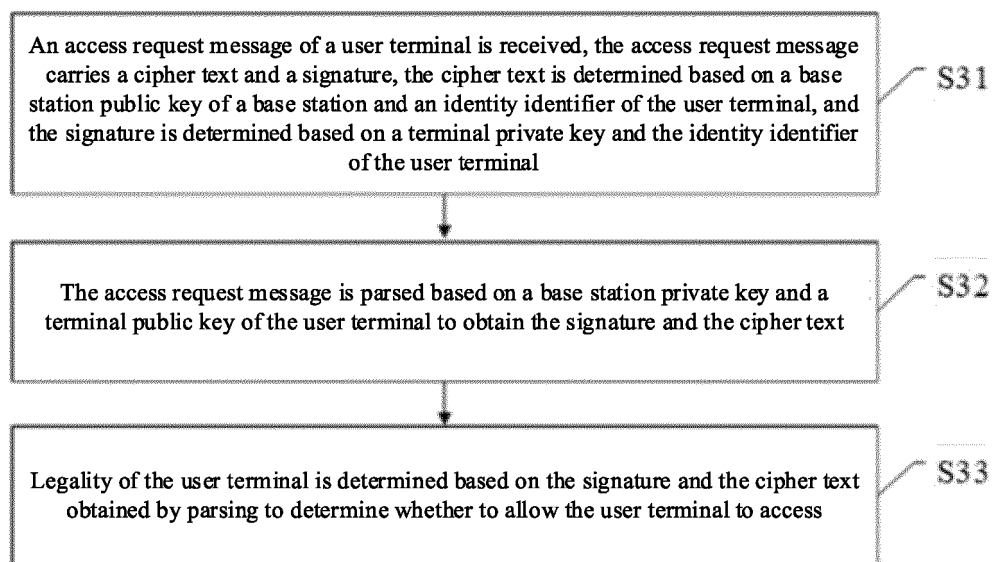 An access request message of a user terminal is received, the access request message
carries a cipher text and a signature, the cipher text is determined based on a base
station public key of a base station and an identity identifier of the user terminal, and
the signature is determined based on a terminal private key and the identity identifier
of the user terminal
S31
The access request message is parsed based on a base station private key and a
terminal public key of the user terminal to obtain the signature and the cipher text
S32
Legality of the user terminal is determined based on the signature and the cipher text
obtained by parsing to determine whether to allow the user terminal to access
S33